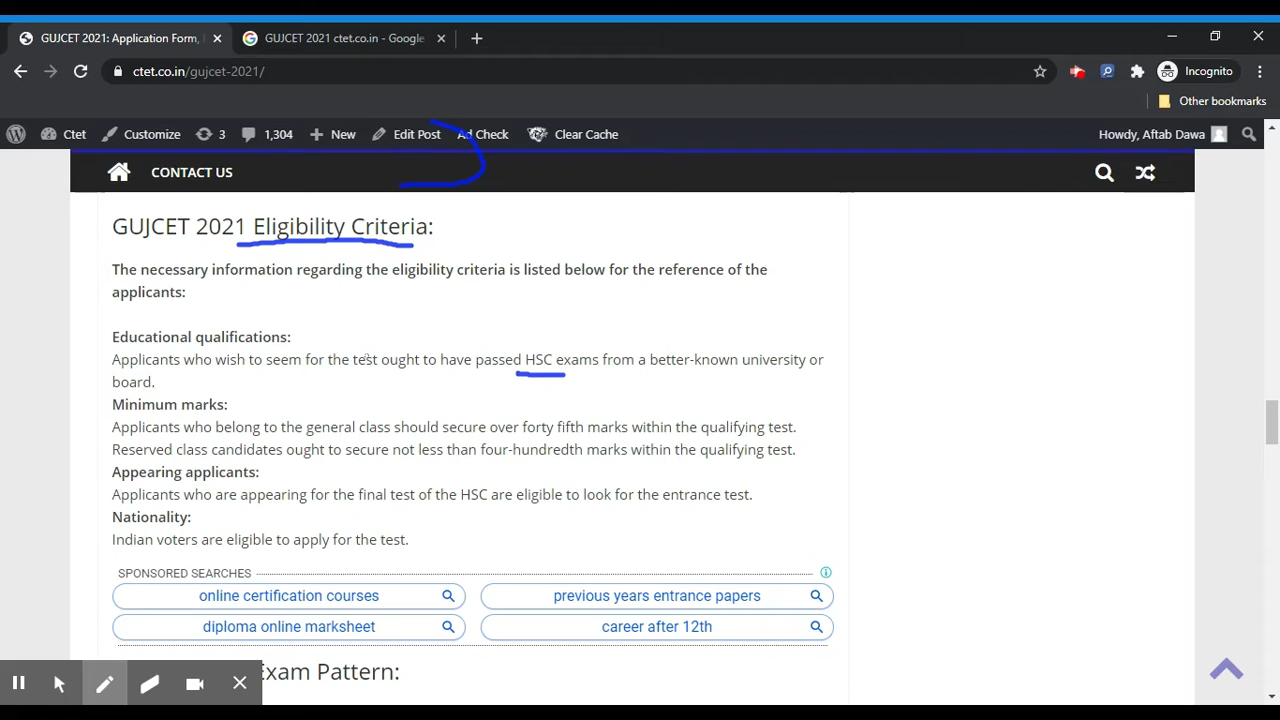 GUJCET 2021: Application Form,
GUJCET 2021 ctet.co.in - Google
ctet.co.in/gujcet-2021/
Incognito
Other bookmarks
Ctet Customize 3 1,304 New Edit Post Ad Check Clear Cache Howdy, Aftab Dawa
CONTACT US
GUJCET 2021 Eligibility Criteria:
The necessary information regarding the eligibility criteria is listed below for the reference of the
applicants:
Educational qualifications:
Applicants who wish to seem for the test ought to have passed HSC exams from a better-known university or
board.
Minimum marks:
Applicants who belong to the general class should secure over forty fifth marks within the qualifying test.
Reserved class candidates ought to secure not less than four-hundredth marks within the qualifying test.
Appearing applicants:
Applicants who are appearing for the final test of the HSC are eligible to look for the entrance test.
Nationality:
Indian voters are eligible to apply for the test.
SPONSORED SEARCHES
online certification courses
previous years entrance papers
diploma online marksheet
career after 12th
Exam Pattern: